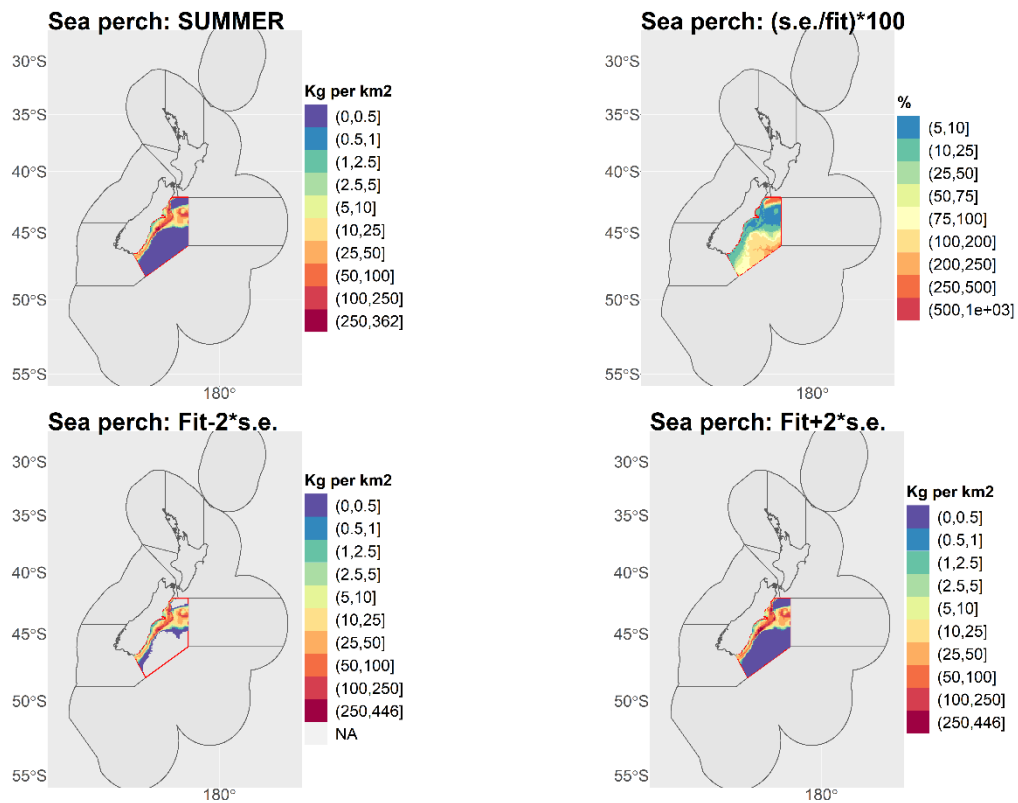 Sea perch: SUMMER
30°S
35°S
40°S
45°S
50°S
55°S
180°
Kg per km2
(0,0.5]
(0.5,1]
(1,2.5]
(2.5,5]
(5,10]
(10,25]
(25,50]
(50,100]
(100,250]
(250,362]
Sea perch: (s.e./fit)*100
30°S
35°S
40°S
45°S
50°S
55°S
180°
%
(5,10]
(10,25]
(25,50]
(50,75]
(75,100]
(100,200]
(200,250]
(250,500]
(500,1e+03]
Sea perch: Fit-2*s.e.
30°S
35°S
40°S
45°S
50°S
55°S
180°
Kg per km2
(0,0.5]
(0.5,1]
(1,2.5]
(2.5,5]
(5,10]
(10,25]
(25,50]
(50,100]
(100,250]
(250,446]
NA
Sea perch: Fit+2*s.e.
30°S
35°S
40°S
45°S
50°S
55°S
180°
Kg per km2
(0,0.5]
(0.5,1]
(1,2.5]
(2.5,5]
(5,10]
(10,25]
(25,50]
(50,100]
(100,250]
(250,446]